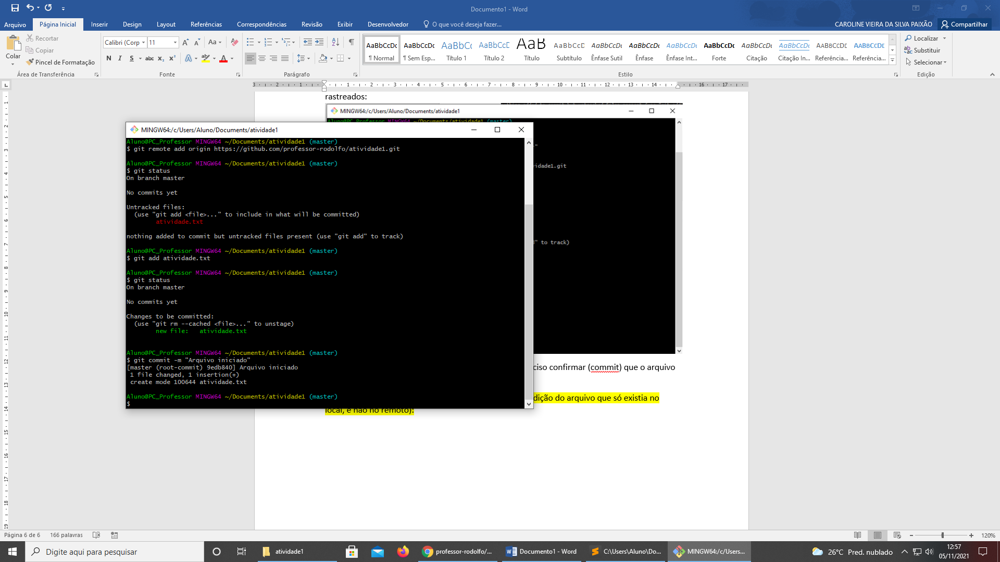 Documento1 - Word
Arquivo Página Inicial Inserir Design Layout Referências Correspondências Revisão Exibir Desenvolvedor O que você deseja fazer... CAROLINE VIEIRA DA SILVA PAIXÃO Compartilhar
Colar
Recortar
Copiar
Pincel de Formatação
Área de Transferência
Calibri (Corp 11
Fonte
Parágrafo
AaBbCcDc AaBbCcDc AaBbCc AaBbCcD AaB AaBbCcD AaBbCcDc AaBbCcDc AaBbCcDc AaBbCcDc AaBbCcDc AaBbCcDc AABBCCDE AABBCCDE
¶ Normal ¶ Sem Esp... Título 1 Título 2 Título Subtítulo Ênfase Sutil Ênfase Ênfase Int... Forte Citação Citação In... Referência... Referência...
Estilo
Localizar
Substituir
Selecionar
Edição
3 2 1 1 2 3 4 5 6 7 8 9 10 11 12 13 14 16 17
rastreados:
MINGW64:/c/Users/Aluno/Documents/atividade1
Aluno@PC_Professor MINGW64 ~/Documents/atividade1 (master)
vidade1.git
d" to track)
MINGW64:/c/Users/Aluno/Documents/atividade1
Aluno@PC_Professor MINGW64 ~/Documents/atividade1 (master)
$ git remote add origin https://github.com/professor-rodolfo/atividade1.git
Aluno@PC_Professor MINGW64 ~/Documents/atividade1 (master)
$ git status
On branch master
No commits yet
Untracked files:
(use "git add <file>..." to include in what will be committed)
atividade.txt
nothing added to commit but untracked files present (use "git add" to track)
Aluno@PC_Professor MINGW64 ~/Documents/atividade1 (master)
$ git add atividade.txt
Aluno@PC_Professor MINGW64 ~/Documents/atividade1 (master)
$ git status
On branch master
No commits yet
Changes to be committed:
(use "git rm --cached <file>..." to unstage)
new file:   atividade.txt
Aluno@PC_Professor MINGW64 ~/Documents/atividade1 (master)
$ git commit -m "Arquivo iniciado"
[master (root-commit) 9edb840] Arquivo iniciado
1 file changed, 1 insertion(+)
create mode 100644 atividade.txt
Aluno@PC_Professor MINGW64 ~/Documents/atividade1 (master)
$
ciso confirmar (commit) que o arquivo
dição do arquivo que só existia no
local, e não no remoto):
Página 6 de 6 166 palavras 120%
Digite aqui para pesquisar atividade1 professor-rodolfo/... Documento1 - Word C:\Users\Aluno\Do... MINGW64:/c/Users... 26°C Pred. nublado 12:57
05/11/2021